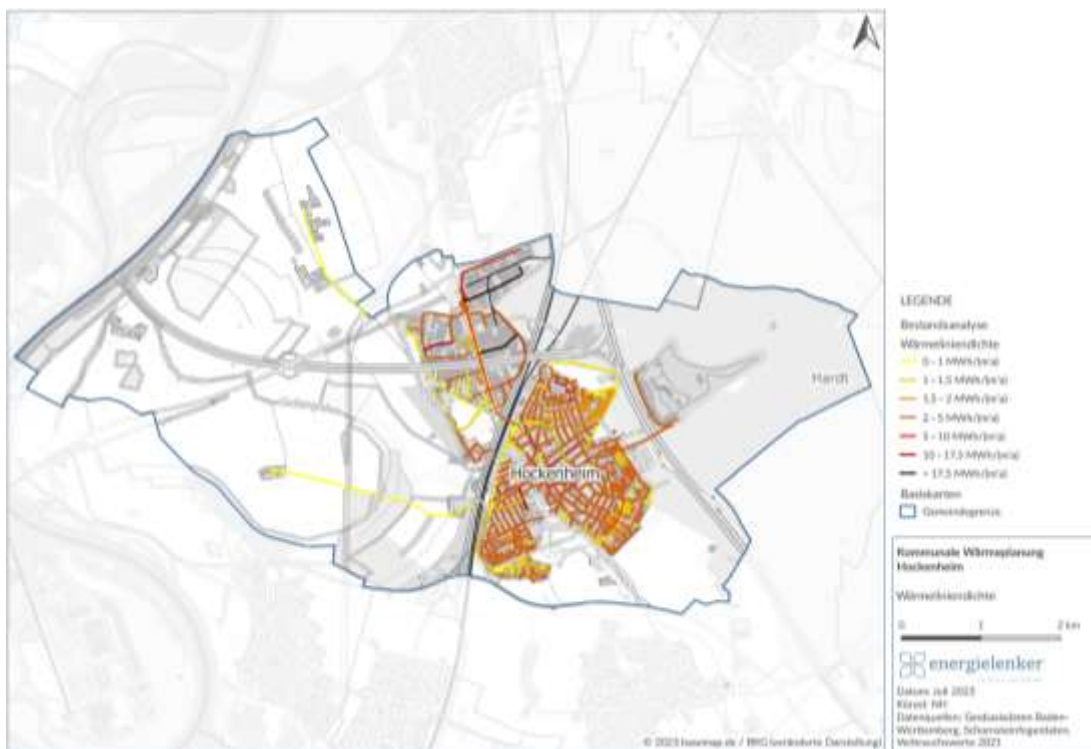 Hardt
Hockenheim
LEGENDE
Bestandsanalyse
Wärmeliniendichte
0 - 1 MWh/(m*a)
1 - 1,5 MWh/(m*a)
1,5 - 2 MWh/(m*a)
2 - 5 MWh/(m*a)
5 - 10 MWh/(m*a)
10 - 17,5 MWh/(m*a)
> 17,5 MWh/(m*a)
Basiskarten
Gemeindegrenze
Kommunale Wärmeplanung
Hockenheim
Wärmeliniendichte
0 1 2 km
energielenker
Datum: Juli 2023
Kürzel: NH
Datenquellen: Geobasisdaten Baden-
Württemberg, Schornsteinfegerdaten,
Verbrauchswerte 2021
© 2023 basemap.de / BKG (veränderte Darstellung)